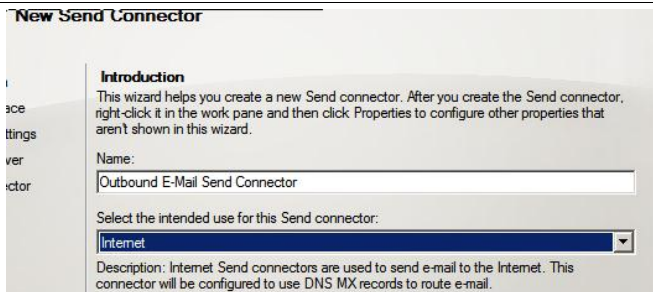 New Send Connector
Introduction
This wizard helps you create a new Send connector. After you create the Send connector,
right-click it in the work pane and then click Properties to configure other properties that
aren't shown in this wizard.
Name:
Outbound E-Mail Send Connector
Select the intended use for this Send connector:
Internet
Description: Internet Send connectors are used to send e-mail to the Internet. This
connector will be configured to use DNS MX records to route e-mail.